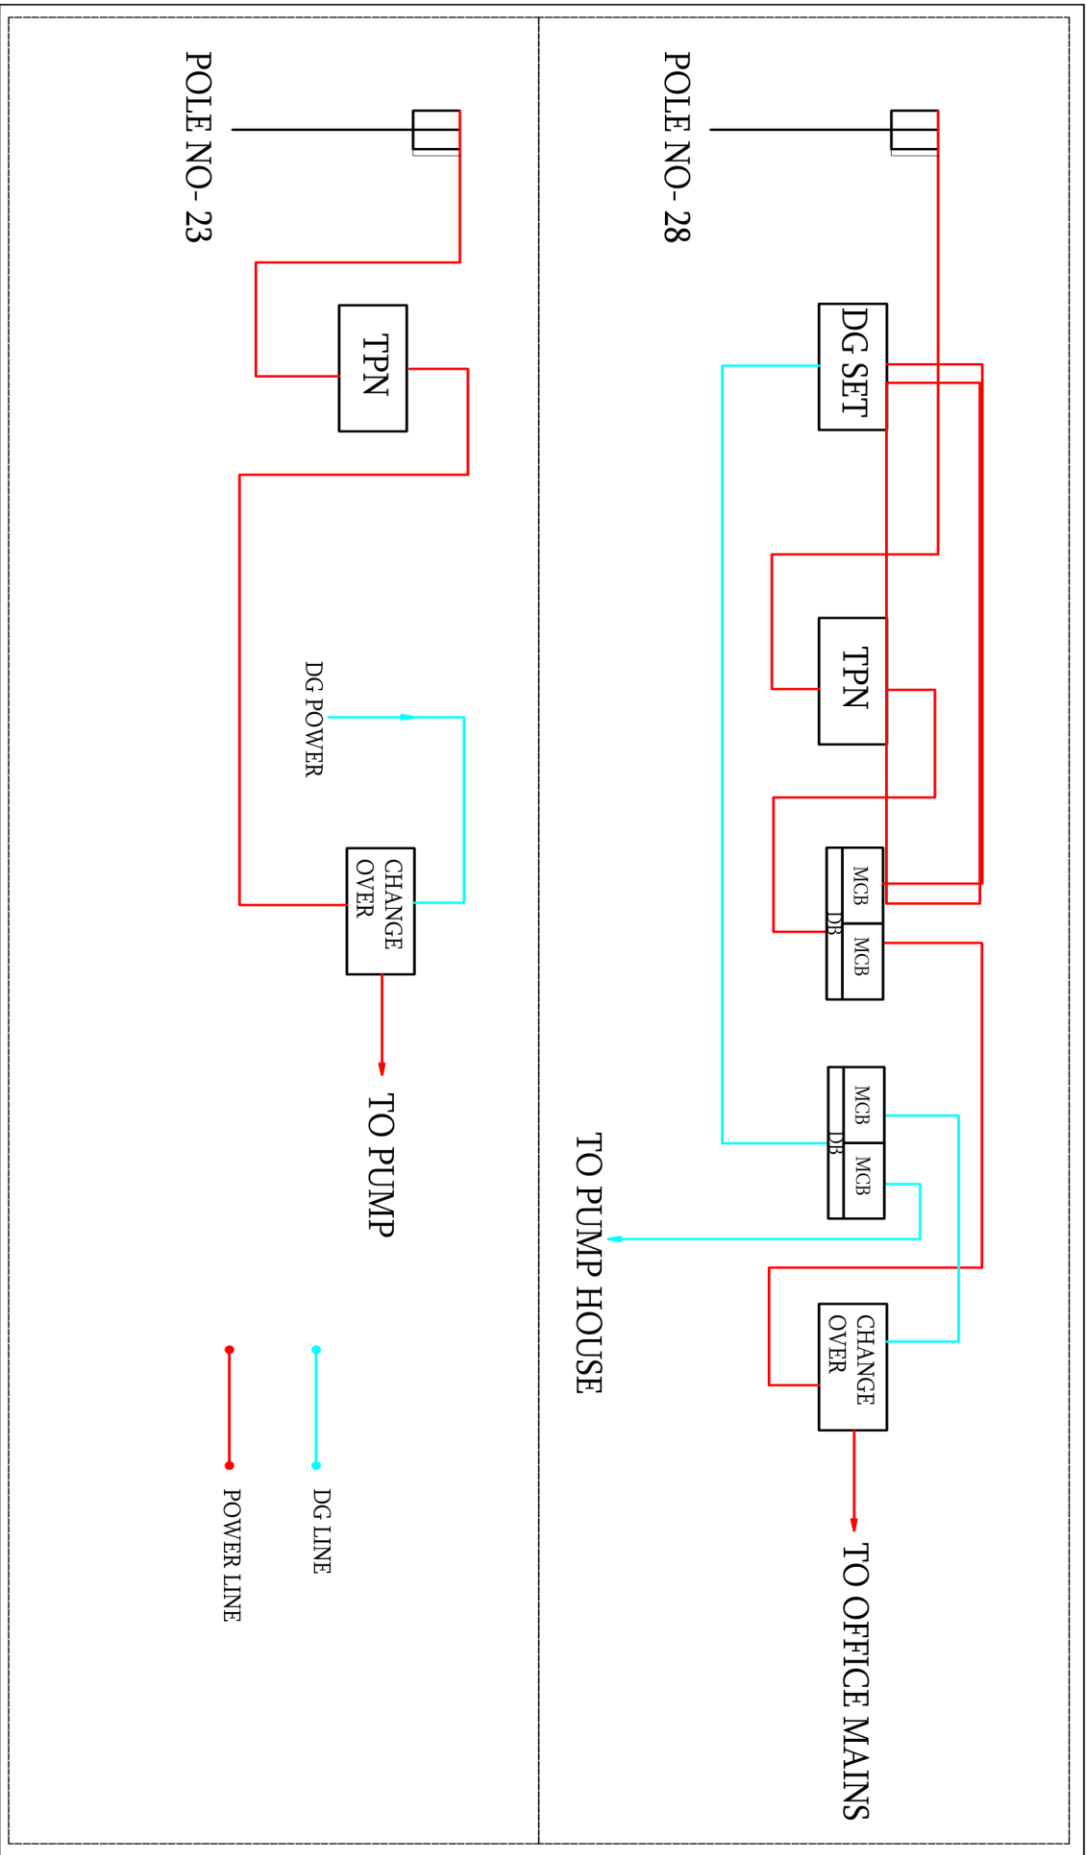 POLE NO- 28
DG SET
TPN
MCB
MCB
DB
MCB
MCB
DB
CHANGE
OVER
TO OFFICE MAINS
TO PUMP HOUSE
POLE NO- 23
TPN
DG POWER
CHANGE
OVER
TO PUMP
DG LINE
POWER LINE